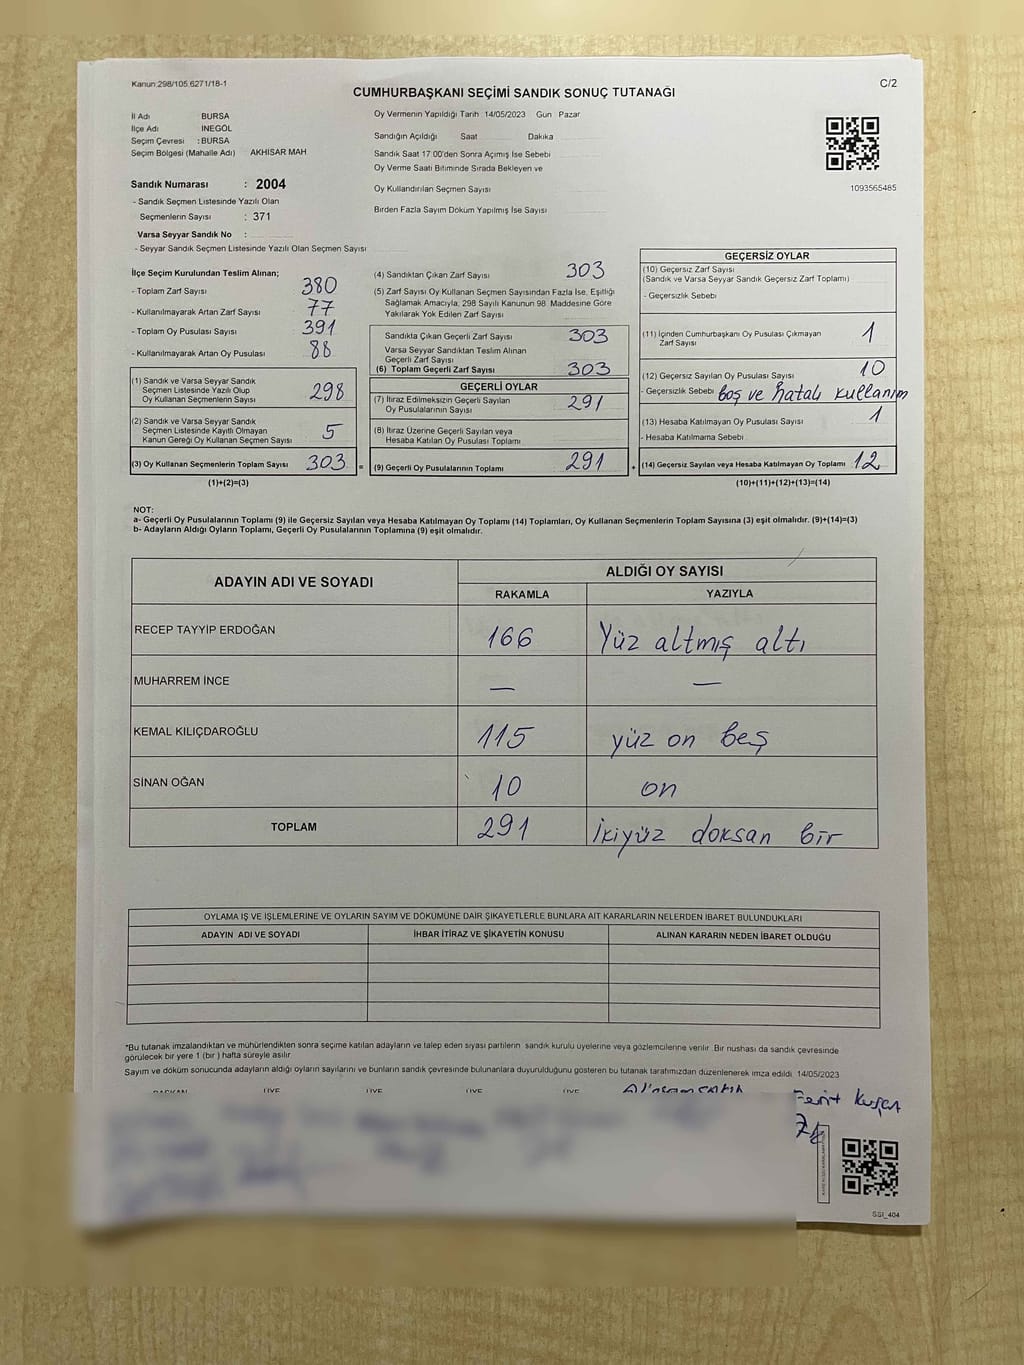 Kanun:298/105,6271/18-1
C/2
CUMHURBAŞKANI SEÇİMİ SANDIK SONUÇ TUTANAĞI
İl Adı BURSA
İlçe Adı İNEGÖL
Seçim Çevresi : BURSA
Seçim Bölgesi (Mahalle Adı) AKHİSAR MAH
Sandık Numarası : 2004
- Sandık Seçmen Listesinde Yazılı Olan
Seçmenlerin Sayısı : 371
Varsa Seyyar Sandık No :
- Seyyar Sandık Seçmen Listesinde Yazılı Olan Seçmen Sayısı
Oy Vermenin Yapıldığı Tarih 14/05/2023 Gün Pazar
Sandığın Açıldığı Saat Dakika
Sandık Saat 17:00'den Sonra Açımış İse Sebebi
Oy Verme Saati Bitiminde Sırada Bekleyen ve
Oy Kullandırılan Seçmen Sayısı
Birden Fazla Sayım Döküm Yapılmış İse Sayısı
1093565485
İlçe Seçim Kurulundan Teslim Alınan;
- Toplam Zarf Sayısı 380
- Kullanılmayarak Artan Zarf Sayısı 77
- Toplam Oy Pusulası Sayısı 391
- Kullanılmayarak Artan Oy Pusulası 88
(1) Sandık ve Varsa Seyyar Sandık
Seçmen Listesinde Yazılı Olup
Oy Kullanan Seçmenlerin Sayısı 298
(2) Sandık ve Varsa Seyyar Sandık
Seçmen Listesinde Kayıtlı Olmayan
Kanun Gereği Oy Kullanan Seçmen Sayısı 5
(3) Oy Kullanan Seçmenlerin Toplam Sayısı 303 =
(1)+(2)=(3)
(4) Sandıktan Çıkan Zarf Sayısı 303
(5) Zarf Sayısı Oy Kullanan Seçmen Sayısından Fazla İse, Eşitliği
Sağlamak Amacıyla, 298 Sayılı Kanunun 98. Maddesine Göre
Yakılarak Yok Edilen Zarf Sayısı
Sandıkta Çıkan Geçerli Zarf Sayısı 303
Varsa Seyyar Sandıktan Teslim Alınan
Geçerli Zarf Sayısı
(6) Toplam Geçerli Zarf Sayısı 303
GEÇERLİ OYLAR
(7) İtiraz Edilmeksizin Geçerli Sayılan
Oy Pusulalarının Sayısı 291
(8) İtiraz Üzerine Geçerli Sayılan veya
Hesaba Katılan Oy Pusulası Toplamı
(9) Geçerli Oy Pusulalarının Toplamı 291 +
GEÇERSİZ OYLAR
(10) Geçersiz Zarf Sayısı
(Sandık ve Varsa Seyyar Sandık Geçersiz Zarf Toplamı)
- Geçersizlik Sebebi
(11) İçinden Cumhurbaşkanı Oy Pusulası Çıkmayan
Zarf Sayısı 1
(12) Geçersiz Sayılan Oy Pusulası Sayısı 10
- Geçersizlik Sebebi boş ve hatalı kullanım
(13) Hesaba Katılmayan Oy Pusulası Sayısı 1
- Hesaba Katılmama Sebebi
(14) Geçersiz Sayılan veya Hesaba Katılmayan Oy Toplamı 12
(10)+(11)+(12)+(13)=(14)
NOT:
a- Geçerli Oy Pusulalarının Toplamı (9) ile Geçersiz Sayılan veya Hesaba Katılmayan Oy Toplamı (14) Toplamları, Oy Kullanan Seçmenlerin Toplam Sayısına (3) eşit olmalıdır. (9)+(14)=(3)
b- Adayların Aldığı Oyların Toplamı, Geçerli Oy Pusulalarının Toplamına (9) eşit olmalıdır.
ADAYIN ADI VE SOYADI ALDIĞI OY SAYISI
RAKAMLA YAZIYLA
RECEP TAYYİP ERDOĞAN 166 Yüz altmış altı
MUHARREM İNCE — —
KEMAL KILIÇDAROĞLU 115 yüz on beş
SİNAN OĞAN 10 on
TOPLAM 291 İkiyüz doksan bir
OYLAMA İŞ VE İŞLEMLERİNE VE OYLARIN SAYIM VE DÖKÜMÜNE DAİR ŞİKAYETLERLE BUNLARA AİT KARARLARIN NELERDEN İBARET BULUNDUKLARI
ADAYIN ADI VE SOYADI İHBAR İTİRAZ VE ŞİKAYETİN KONUSU ALINAN KARARIN NEDEN İBARET OLDUĞU
*Bu tutanak imzalandıktan ve mühürlendikten sonra seçime katılan adayların ve talep eden siyasi partilerin sandık kurulu üyelerine veya gözlemcilerine verilir. Bir nushası da sandık çevresinde
görülecek bir yere 1 (bir ) hafta süreyle asılır.
Sayım ve döküm sonucunda adayların aldığı oyların sayılarını ve bunların sandık çevresinde bulunanlara duyurulduğunu gösteren bu tutanak tarafımızdan düzenlenerek imza edildi. 14/05/2023
BAŞKAN ÜYE ÜYE ÜYE ÜYE
SSI_404